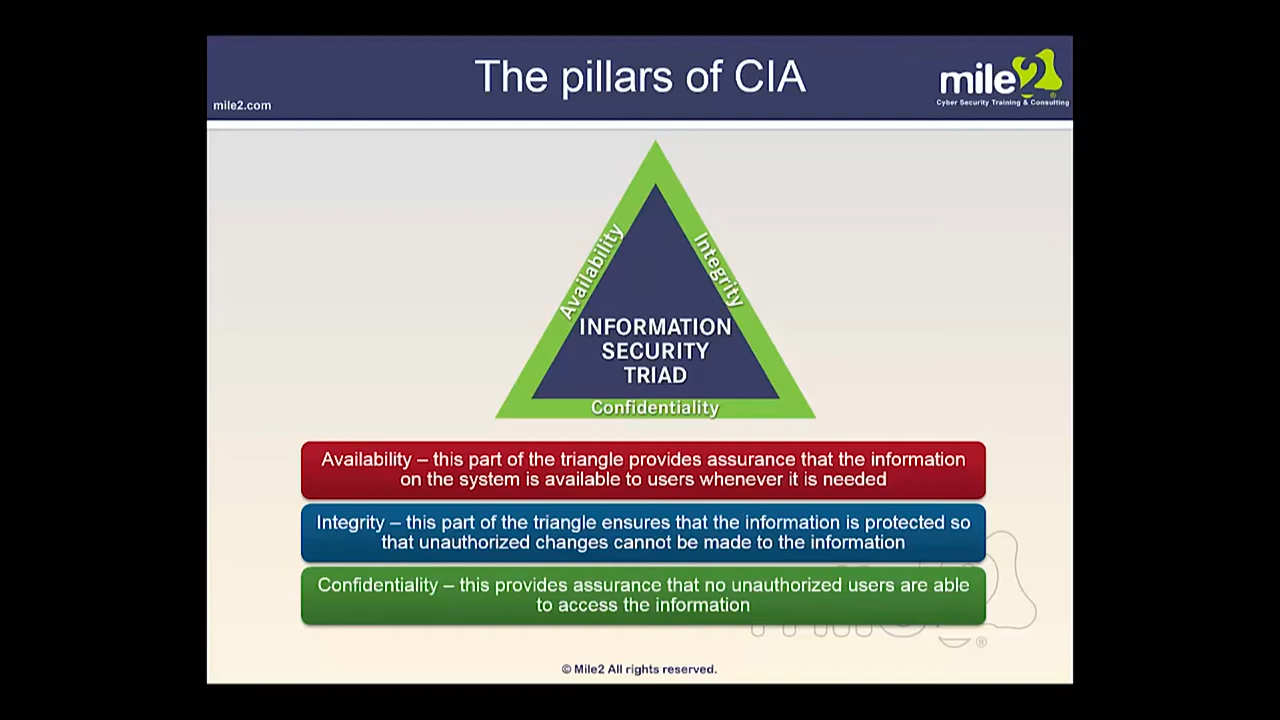 The pillars of CIA
mile2.com
mile2
®
Cyber Security Training & Consulting
Availability
Integrity
INFORMATION
SECURITY
TRIAD
Confidentiality
Availability – this part of the triangle provides assurance that the information
on the system is available to users whenever it is needed
Integrity – this part of the triangle ensures that the information is protected so
that unauthorized changes cannot be made to the information
Confidentiality – this provides assurance that no unauthorized users are able
to access the information
®
© Mile2 All rights reserved.